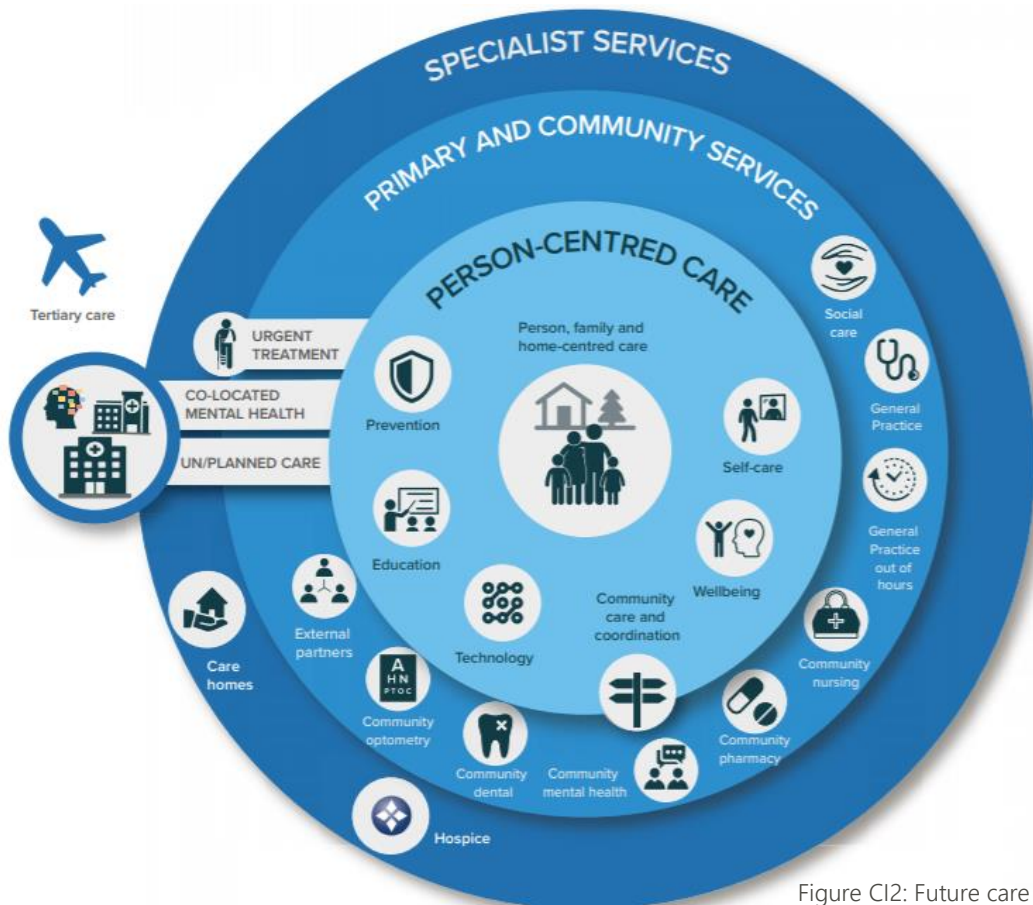 SPECIALIST SERVICES
PRIMARY AND COMMUNITY SERVICES
PERSON-CENTRED CARE
Tertiary care
URGENT
TREATMENT
CO-LOCATED
MENTAL HEALTH
UN/PLANNED CARE
Person, family and
home-centred care
Prevention
Self-care
Education
Wellbeing
Technology
Community
care and
coordination
Social
care
General
Practice
General
Practice
out of
hours
Community
nursing
Community
pharmacy
Community
mental health
Community
dental
A
HN
PTOC
Community
optometry
External
partners
Care
homes
Hospice
Figure CI2: Future care